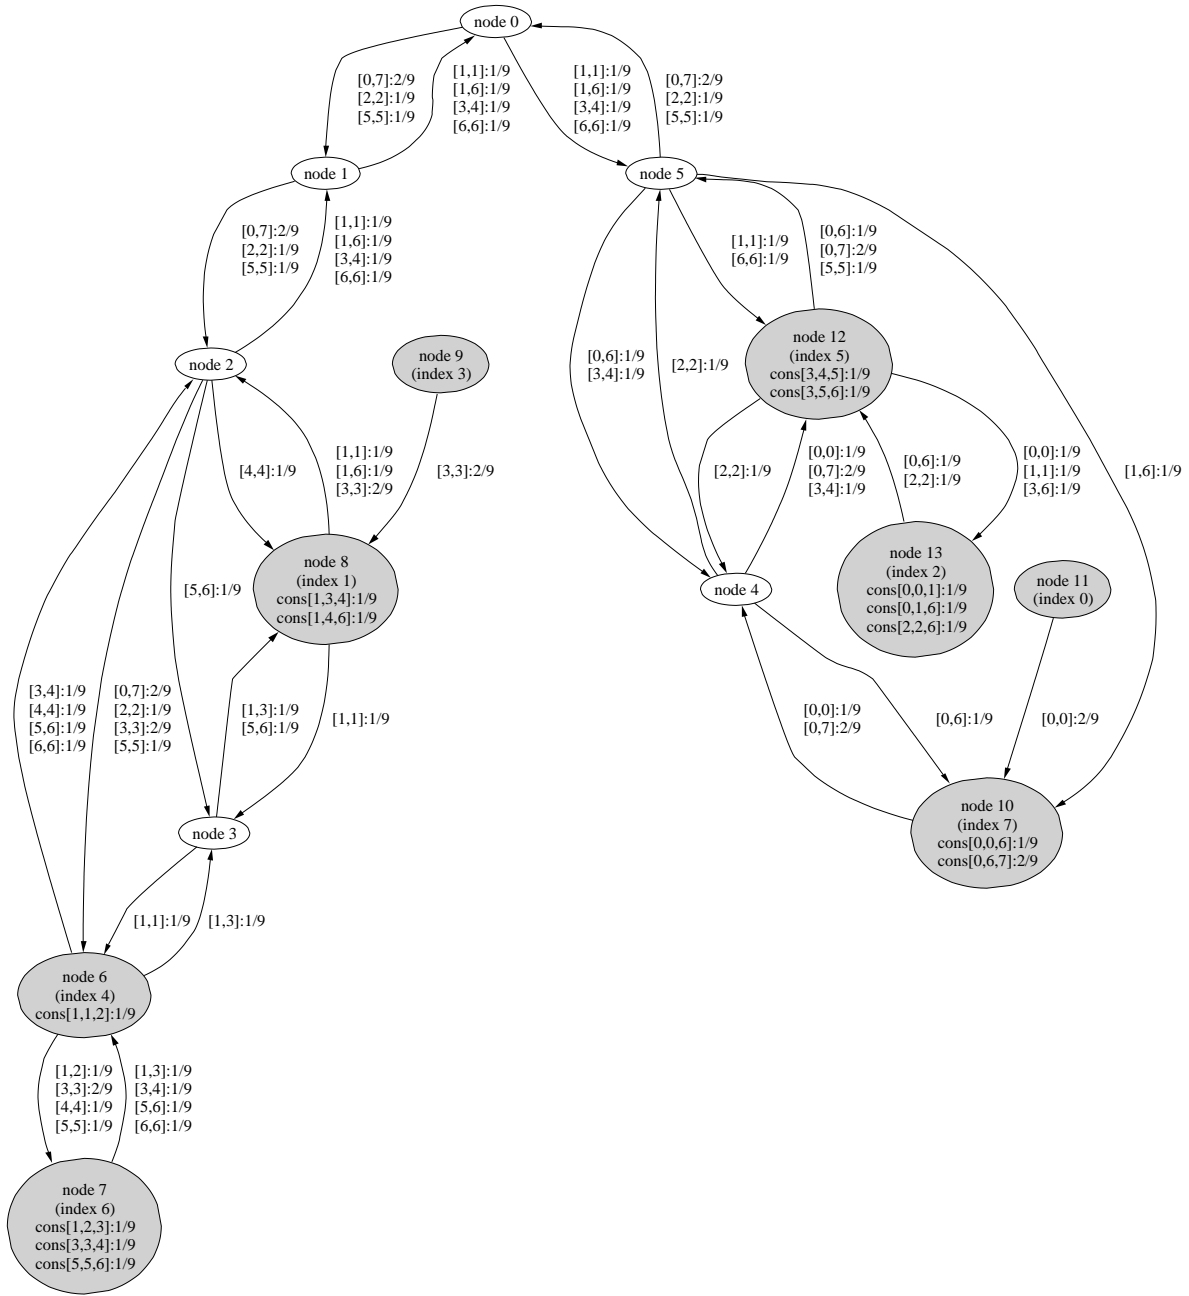 node 0
[0,7]:2/9
[2,2]:1/9
[5,5]:1/9
[1,1]:1/9
[1,6]:1/9
[3,4]:1/9
[6,6]:1/9
[1,1]:1/9
[1,6]:1/9
[3,4]:1/9
[6,6]:1/9
[0,7]:2/9
[2,2]:1/9
[5,5]:1/9
node 1
node 5
[0,7]:2/9
[2,2]:1/9
[5,5]:1/9
[1,1]:1/9
[1,6]:1/9
[3,4]:1/9
[6,6]:1/9
[1,1]:1/9
[6,6]:1/9
[0,6]:1/9
[0,7]:2/9
[5,5]:1/9
node 2
node 9
(index 3)
[0,6]:1/9
[3,4]:1/9
[2,2]:1/9
node 12
(index 5)
cons[3,4,5]:1/9
cons[3,5,6]:1/9
[4,4]:1/9
[1,1]:1/9
[1,6]:1/9
[3,3]:2/9
[3,3]:2/9
[2,2]:1/9
[0,0]:1/9
[0,7]:2/9
[3,4]:1/9
[0,6]:1/9
[2,2]:1/9
[0,0]:1/9
[1,1]:1/9
[3,6]:1/9
[1,6]:1/9
[5,6]:1/9
node 8
(index 1)
cons[1,3,4]:1/9
cons[1,4,6]:1/9
node 4
node 13
(index 2)
cons[0,0,1]:1/9
cons[0,1,6]:1/9
cons[2,2,6]:1/9
node 11
(index 0)
[3,4]:1/9
[4,4]:1/9
[5,6]:1/9
[6,6]:1/9
[0,7]:2/9
[2,2]:1/9
[3,3]:2/9
[5,5]:1/9
[1,3]:1/9
[5,6]:1/9
[1,1]:1/9
[0,0]:1/9
[0,7]:2/9
[0,6]:1/9
[0,0]:2/9
node 3
node 10
(index 7)
cons[0,0,6]:1/9
cons[0,6,7]:2/9
[1,1]:1/9
[1,3]:1/9
node 6
(index 4)
cons[1,1,2]:1/9
[1,2]:1/9
[3,3]:2/9
[4,4]:1/9
[5,5]:1/9
[1,3]:1/9
[3,4]:1/9
[5,6]:1/9
[6,6]:1/9
node 7
(index 6)
cons[1,2,3]:1/9
cons[3,3,4]:1/9
cons[5,5,6]:1/9